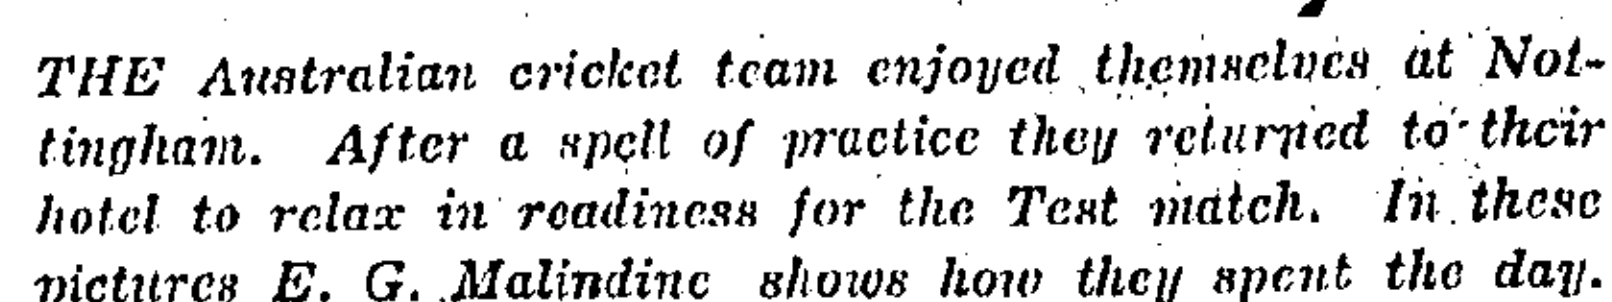 THE Australian cricket team enjoyed themselves at Not-
tingham. After a spell of practice they returned to their
hotel to relax in readiness for the Test match. In these
pictures E. G. Malindine shows how they spent the day.